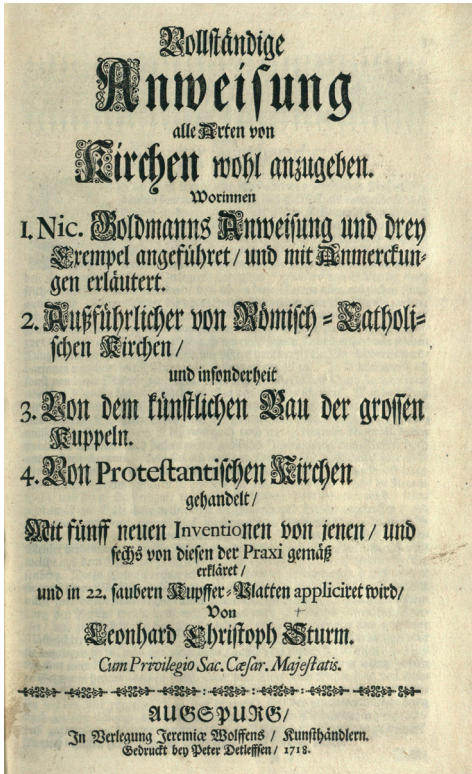 Vollständige
Anweisung
alle Arten von
Kirchen wohl anzugeben.
Worinnen
1. Nic. Goldmanns Anweisung und drey
Exempel angeführet / und mit Anmerckun-
gen erläutert.
2. Außführlicher von Römisch - Catholi-
schen Kirchen /
und insonderheit
3. Von dem künstlichen Bau der grossen
Kuppeln.
4. Von Protestantischen Kirchen
gehandelt /
Mit fünff neuen Inventionen von jenen / und
sechs von diesen der Praxi gemäß
erkläret /
und in 22. saubern Kupffer-Platten appliciret wird /
Von
Leonhard Christoph Sturm.
Cum Privilegio Sac. Cæsar. Majestatis.
AUGSPURG /
In Verlegung Jeremiæ Wolffens / Kunsthändlern.
Gedruckt bey Peter Detleffsen / 1718.